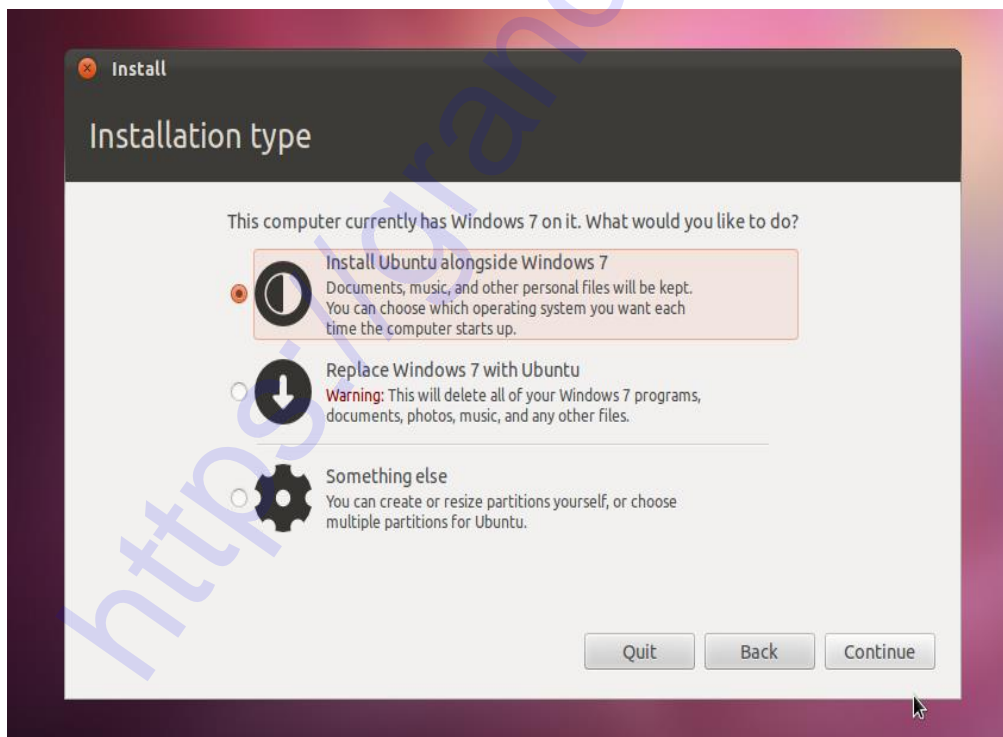 Install
Installation type
This computer currently has Windows 7 on it. What would you like to do?
Install Ubuntu alongside Windows 7
Documents, music, and other personal files will be kept.
You can choose which operating system you want each
time the computer starts up.
Replace Windows 7 with Ubuntu
Warning: This will delete all of your Windows 7 programs,
documents, photos, music, and any other files.
Something else
You can create or resize partitions yourself, or choose
multiple partitions for Ubuntu.
Quit Back Continue
https://gran